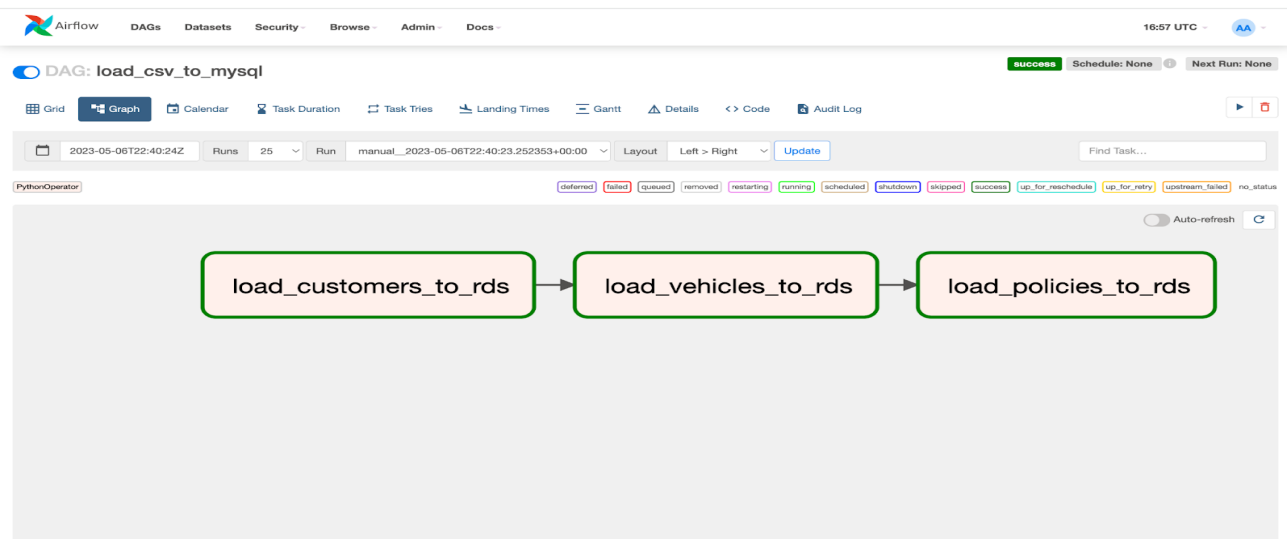 Airflow DAGs Datasets Security Browse Admin Docs 16:57 UTC AA
DAG: load_csv_to_mysql success Schedule: None Next Run: None
Grid Graph Calendar Task Duration Task Tries Landing Times Gantt Details <> Code Audit Log
2023-05-06T22:40:24Z Runs 25 Run manual__2023-05-06T22:40:23.252353+00:00 Layout Left > Right Update Find Task...
PythonOperator deferred failed queued removed restarting running scheduled shutdown skipped success up_for_reschedule up_for_retry upstream_failed no_status
Auto-refresh
load_customers_to_rds load_vehicles_to_rds load_policies_to_rds